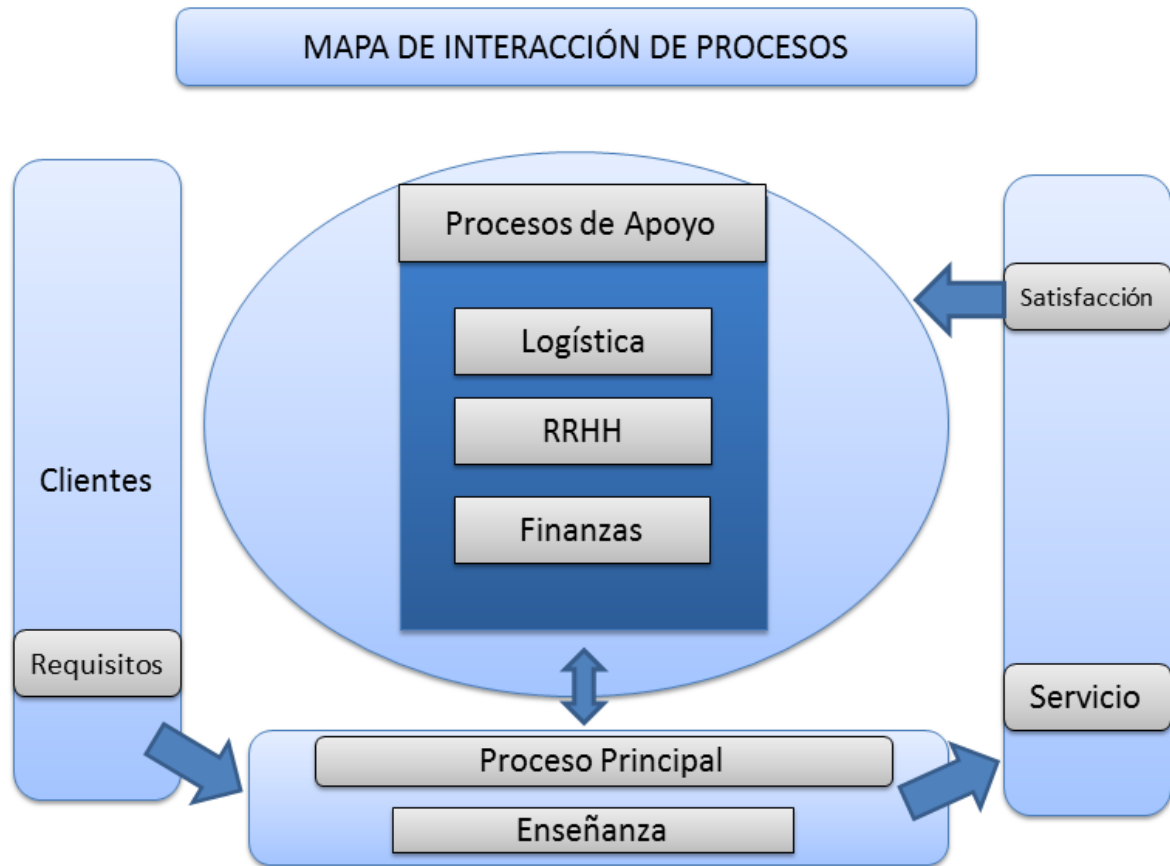 MAPA DE INTERACCIÓN DE PROCESOS
Procesos de Apoyo
Logística
RRHH
Finanzas
Clientes
Requisitos
Satisfacción
Servicio
Proceso Principal
Enseñanza